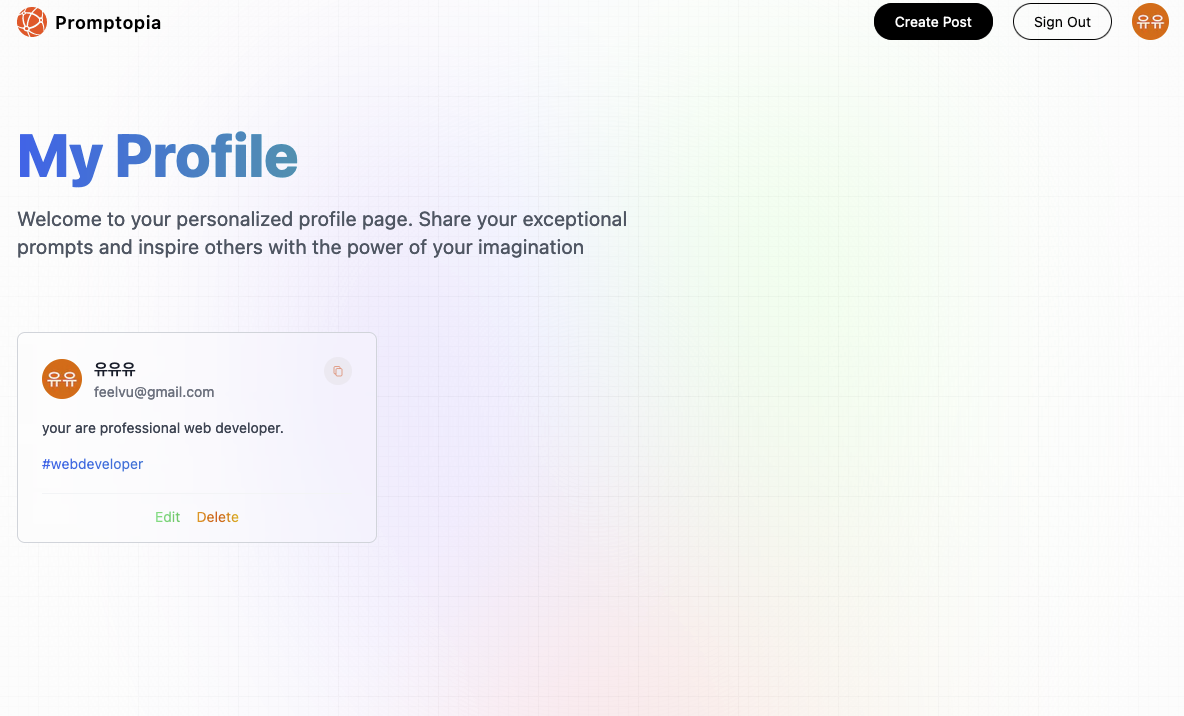 Promptopia
Create Post
Sign Out
유유
My Profile
Welcome to your personalized profile page. Share your exceptional
prompts and inspire others with the power of your imagination
유유
유유유
feelvu@gmail.com
your are professional web developer.
#webdeveloper
Edit
Delete